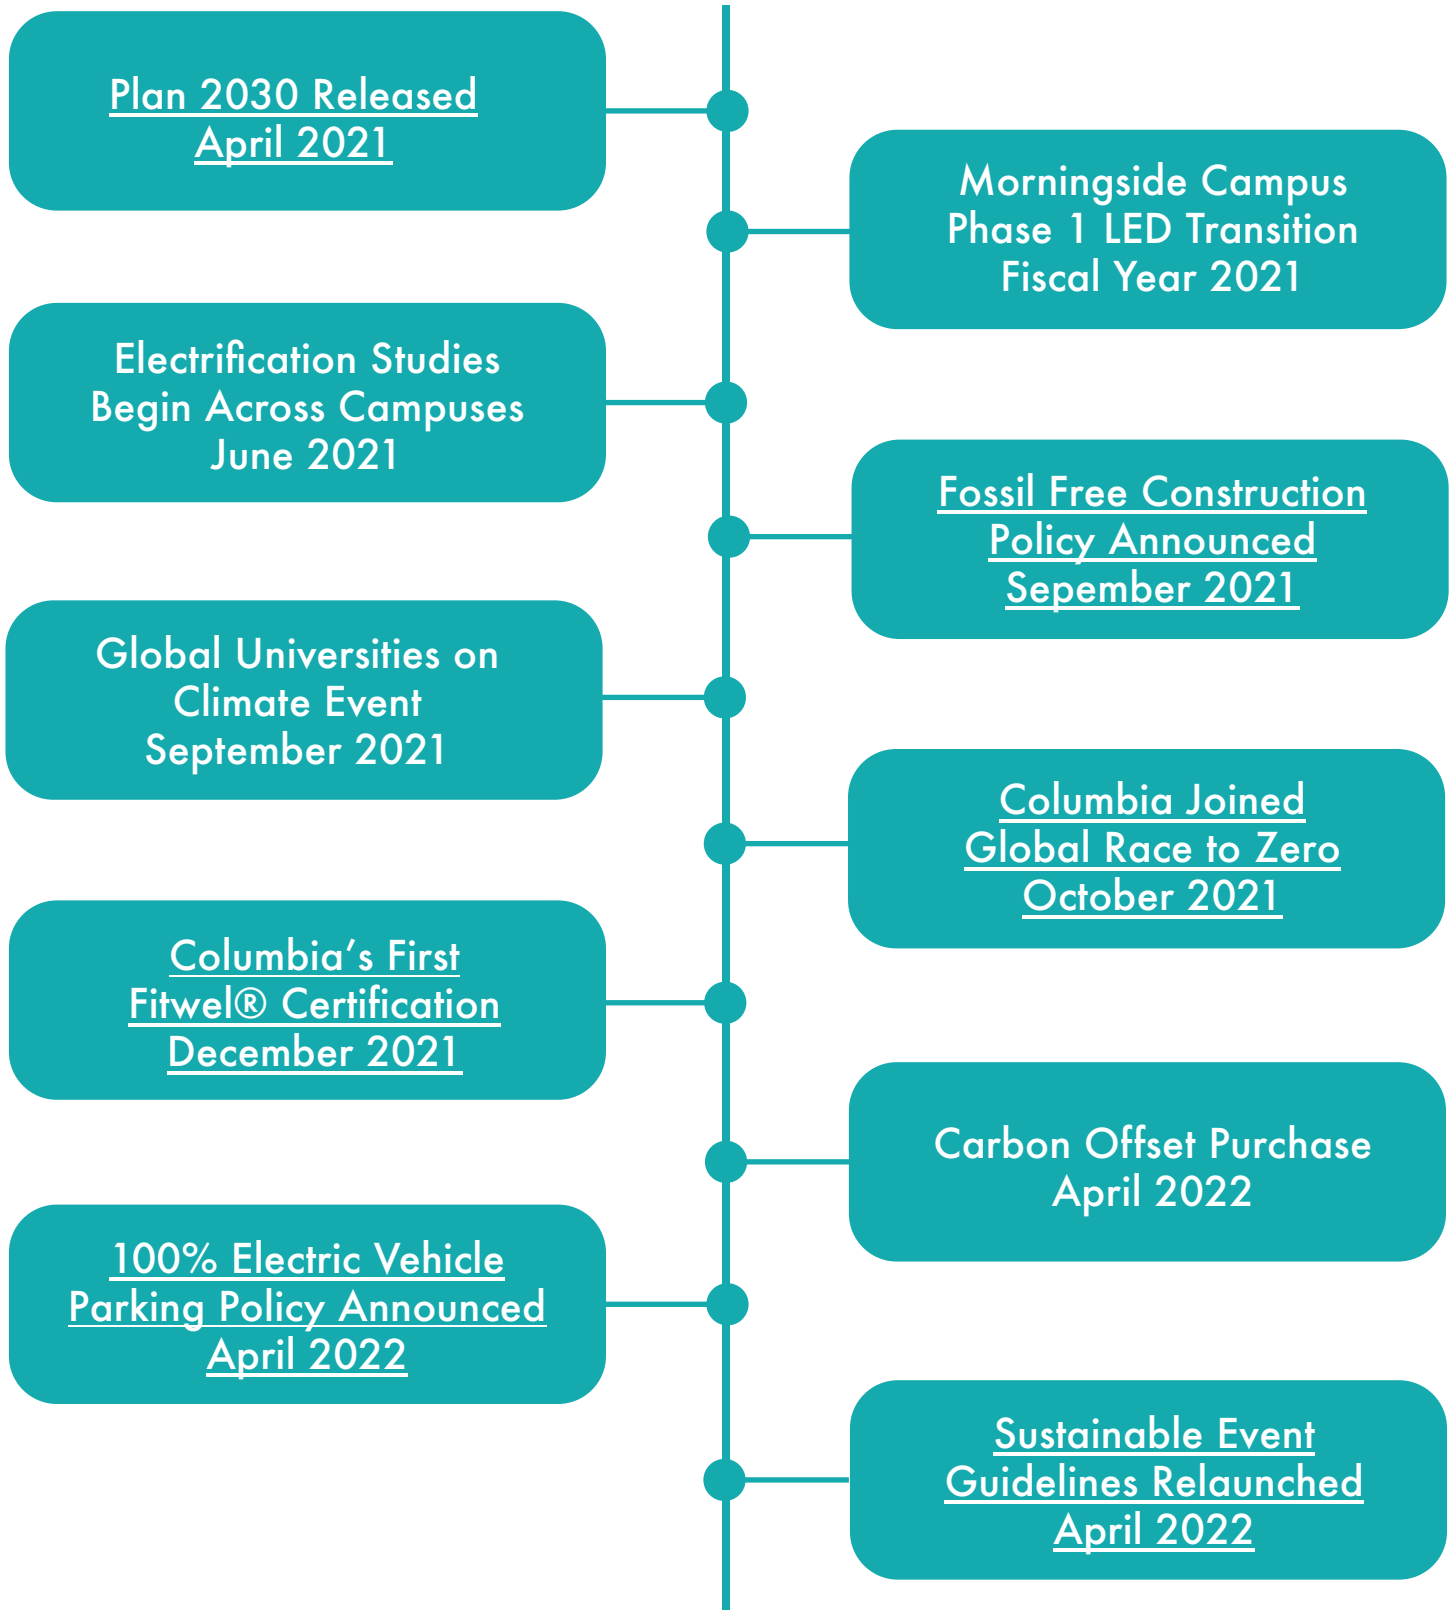 Plan 2030 Released
April 2021
Morningside Campus
Phase 1 LED Transition
Fiscal Year 2021
Electrification Studies
Begin Across Campuses
June 2021
Fossil Free Construction
Policy Announced
Sepember 2021
Global Universities on
Climate Event
September 2021
Columbia Joined
Global Race to Zero
October 2021
Columbia’s First
Fitwel® Certification
December 2021
Carbon Offset Purchase
April 2022
100% Electric Vehicle
Parking Policy Announced
April 2022
Sustainable Event
Guidelines Relaunched
April 2022